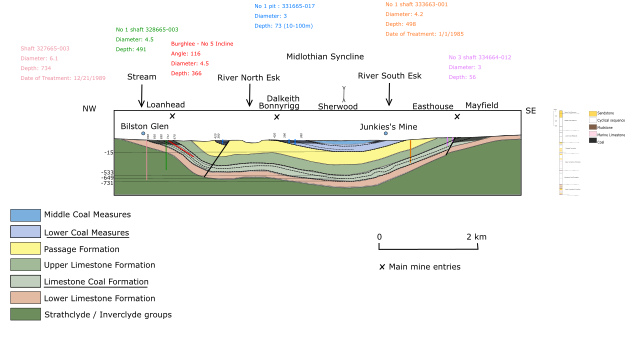 No 1 pit : 331665-017
Diameter: 3
Depth: 73 (10-100m)
No 1 shaft 333663-001
Diameter: 4.2
Depth: 498
Date of Treatment: 1/1/1985
No 1 shaft 328665-003
Diameter: 4.5
Depth: 491
Shaft 327665-003
Diameter: 6.1
Depth: 734
Date of Treatment: 12/21/1989
Burghlee - No 5 Incline
Angle: 116
Diameter: 4.5
Depth: 366
Midlothian Syncline
No 3 shaft 334664-012
Diameter: 3
Depth: 56
Stream
River North Esk
River South Esk
NW
Loanhead
Dalkeith
Bonnyrigg
Sherwood
Easthouse
Mayfield
SE
Bilston Glen
Junkies's Mine
-15
-533
-645
-731
Sandstone
Cyclical sequence
Mudstone
Marine Limestone
Coal
Middle Coal Measures
Lower Coal Measures
Passage Formation
Upper Limestone Formation
Limestone Coal Formation
Lower Limestone Formation
Strathclyde / Inverclyde groups
0
2 km
✗ Main mine entries